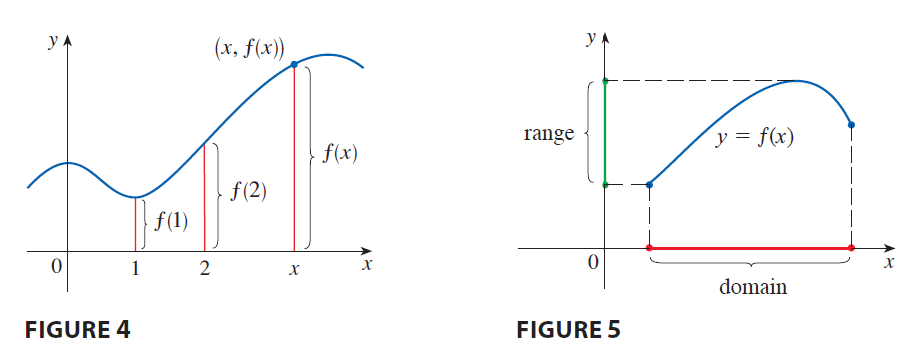 y
(x, f(x))
f(x)
f(2)
f(1)
0
1
2
x
x
FIGURE 4
y
range
y = f(x)
0
x
domain
FIGURE 5